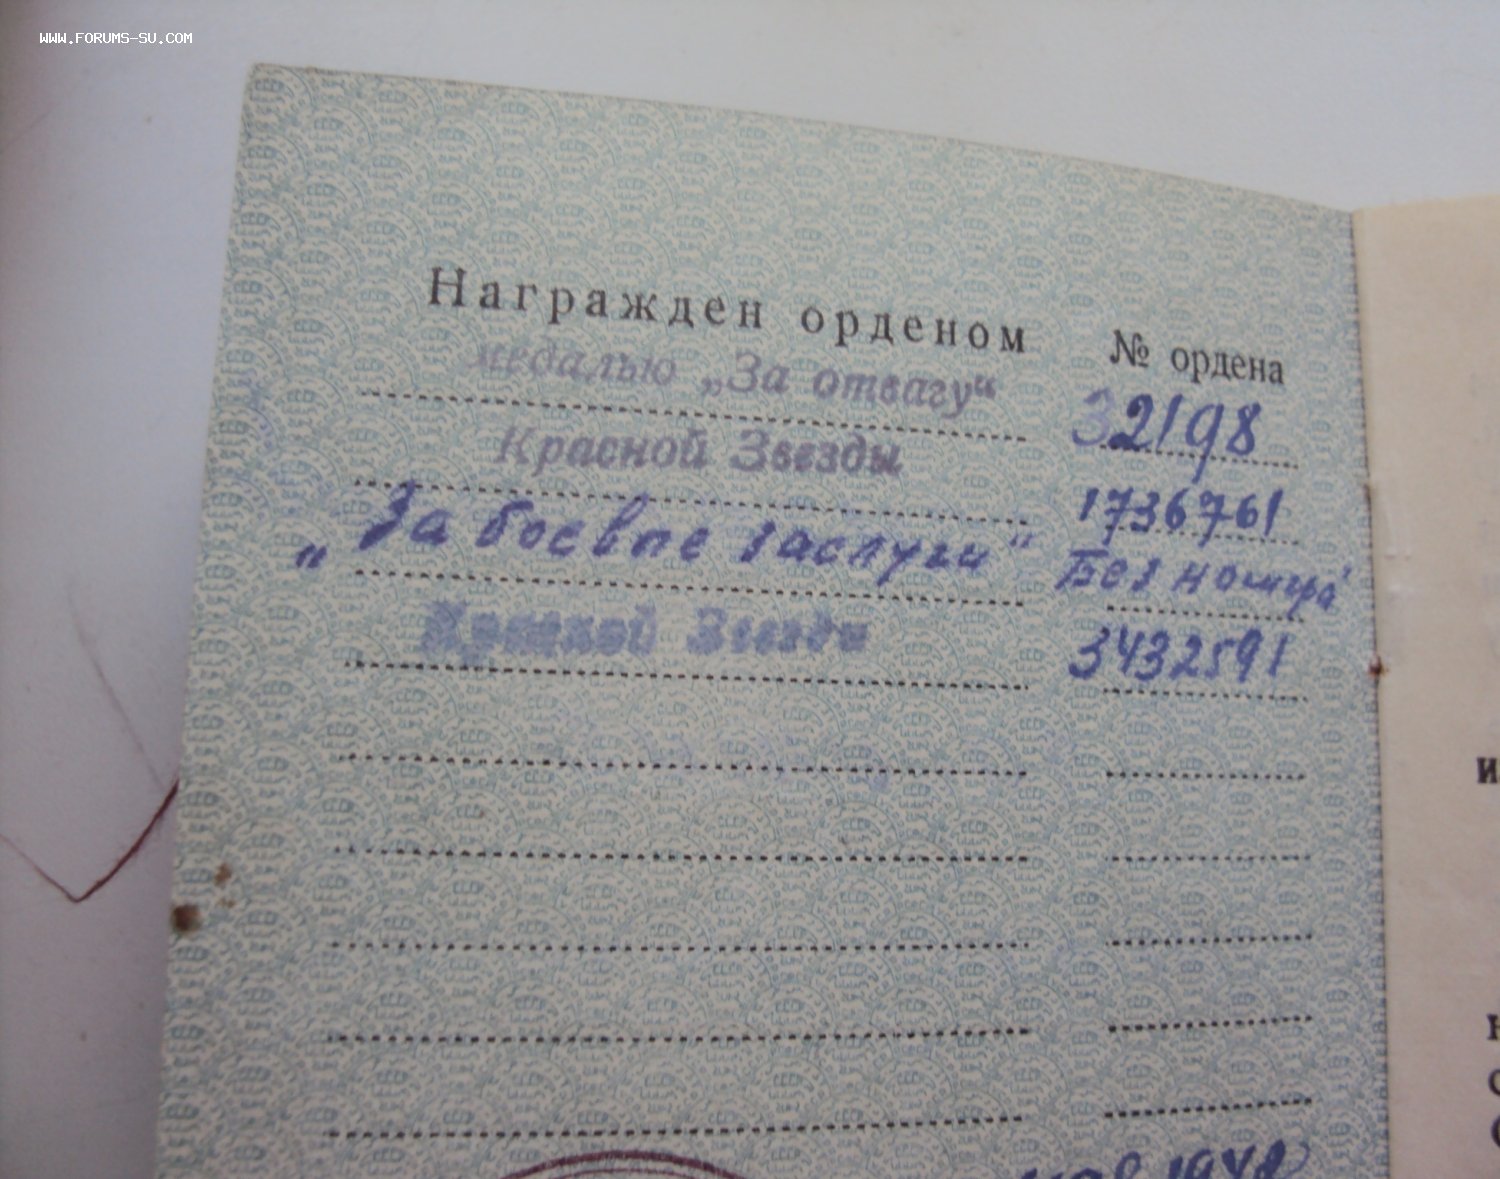 WWW.FORUMS-SU.COM
Награжден орденом № ордена
медалью „За отвагу“ 32198
Красной Звезды 1736761
„За боевые заслуги“ Без номера
Красной Звезды 3432591
и